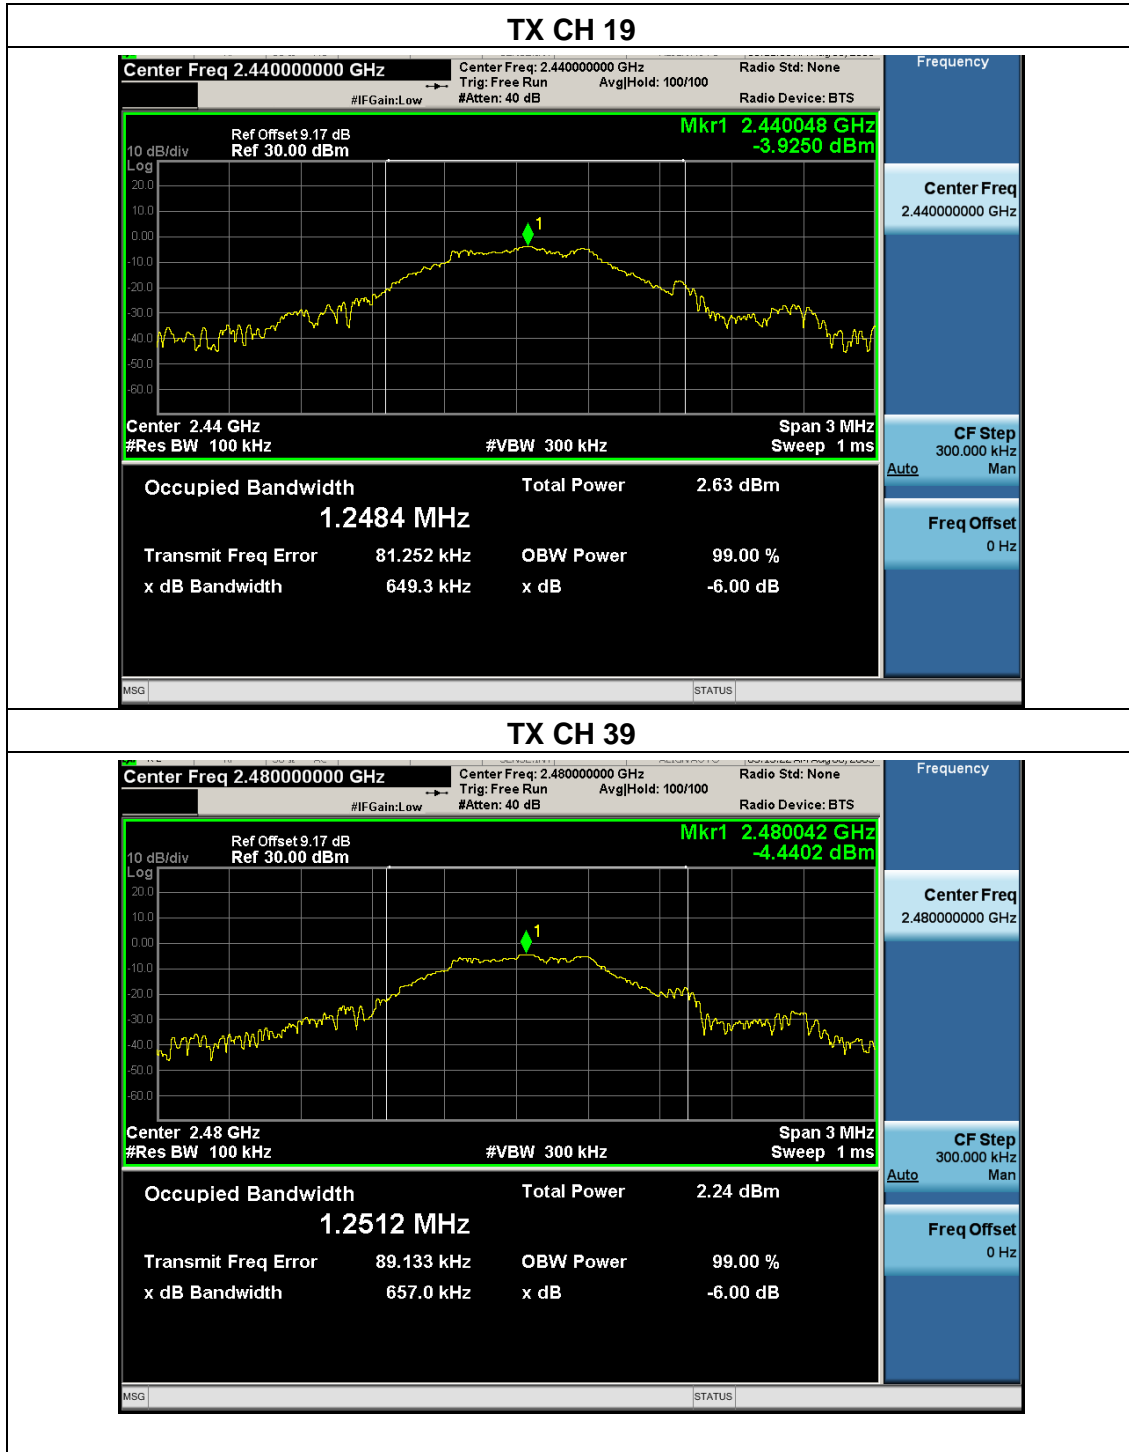 TX CH 19
Center Freq 2.440000000 GHz
Center Freq: 2.440000000 GHz
Radio Std: None
Trig: Free Run Avg|Hold: 100/100
#IFGain:Low #Atten: 40 dB
Radio Device: BTS
Frequency
Mkr1 2.440048 GHz
-3.9250 dBm
Ref Offset 9.17 dB
10 dB/div Ref 30.00 dBm
Log
20.0
10.0
0.00
-10.0
-20.0
-30.0
-40.0
-50.0
-60.0
1
Center 2.44 GHz Span 3 MHz
#Res BW 100 kHz #VBW 300 kHz Sweep 1 ms
Center Freq
2.440000000 GHz
CF Step
300.000 kHz
Auto Man
Freq Offset
0 Hz
Occupied Bandwidth Total Power 2.63 dBm
1.2484 MHz
Transmit Freq Error 81.252 kHz OBW Power 99.00 %
x dB Bandwidth 649.3 kHz x dB -6.00 dB
MSG STATUS
TX CH 39
Center Freq 2.480000000 GHz
Center Freq: 2.480000000 GHz
Radio Std: None
Trig: Free Run Avg|Hold: 100/100
#IFGain:Low #Atten: 40 dB
Radio Device: BTS
Frequency
Mkr1 2.480042 GHz
-4.4402 dBm
Ref Offset 9.17 dB
10 dB/div Ref 30.00 dBm
Log
20.0
10.0
0.00
-10.0
-20.0
-30.0
-40.0
-50.0
-60.0
1
Center 2.48 GHz Span 3 MHz
#Res BW 100 kHz #VBW 300 kHz Sweep 1 ms
Center Freq
2.480000000 GHz
CF Step
300.000 kHz
Auto Man
Freq Offset
0 Hz
Occupied Bandwidth Total Power 2.24 dBm
1.2512 MHz
Transmit Freq Error 89.133 kHz OBW Power 99.00 %
x dB Bandwidth 657.0 kHz x dB -6.00 dB
MSG STATUS